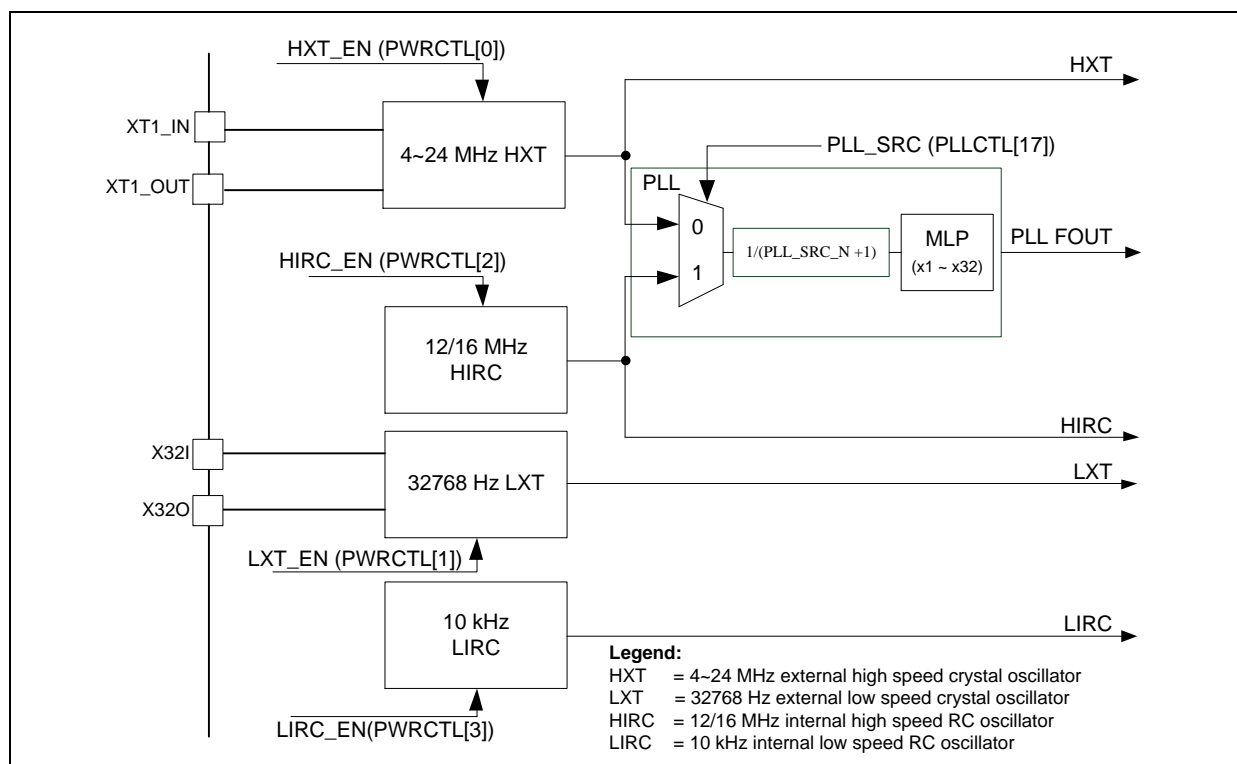 HXT_EN (PWRCTL[0])
HXT
XT1_IN
4~24 MHz HXT
PLL_SRC (PLLCTL[17])
XT1_OUT
PLL
0
1/(PLL_SRC_N +1)
MLP
(x1 ~ x32)
PLL FOUT
1
HIRC_EN (PWRCTL[2])
12/16 MHz
HIRC
HIRC
X32I
32768 Hz LXT
LXT
X32O
LXT_EN (PWRCTL[1])
10 kHz
LIRC
LIRC
LIRC_EN(PWRCTL[3])
Legend:
HXT = 4~24 MHz external high speed crystal oscillator
LXT = 32768 Hz external low speed crystal oscillator
HIRC = 12/16 MHz internal high speed RC oscillator
LIRC = 10 kHz internal low speed RC oscillator